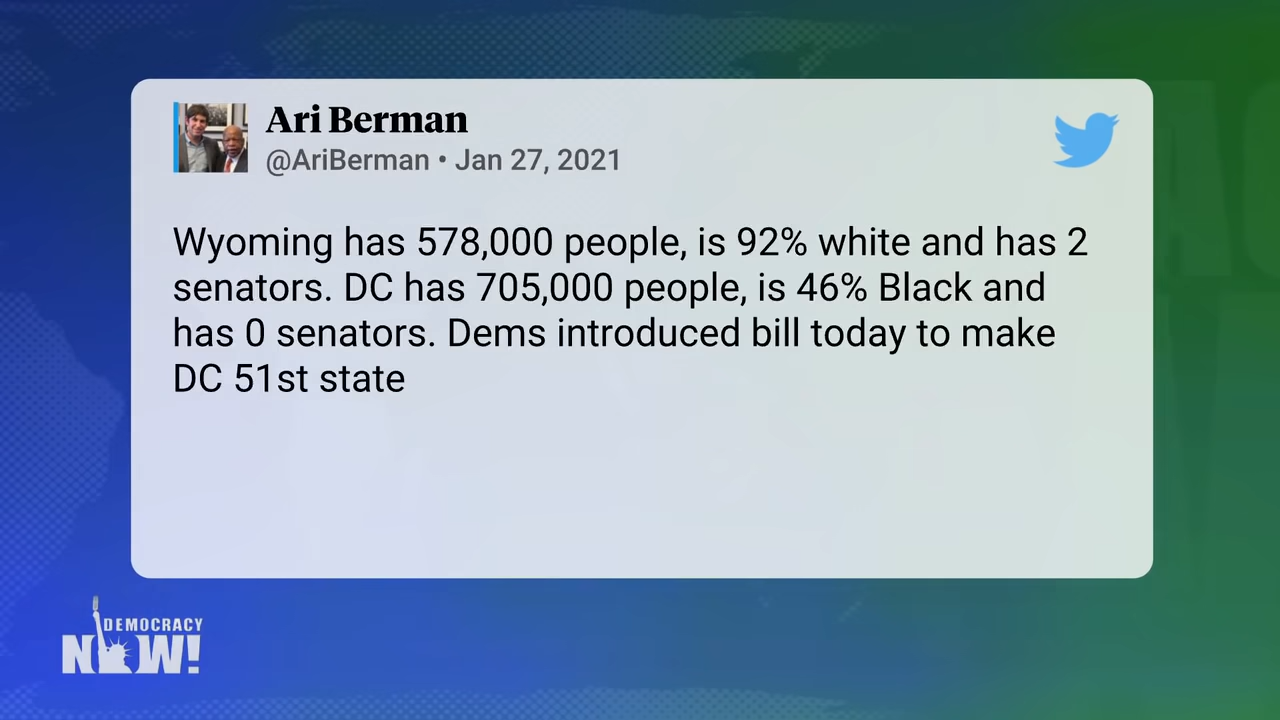 Ari Berman
@AriBerman • Jan 27, 2021
Wyoming has 578,000 people, is 92% white and has 2
senators. DC has 705,000 people, is 46% Black and
has 0 senators. Dems introduced bill today to make
DC 51st state
DEMOCRACY
NOW!